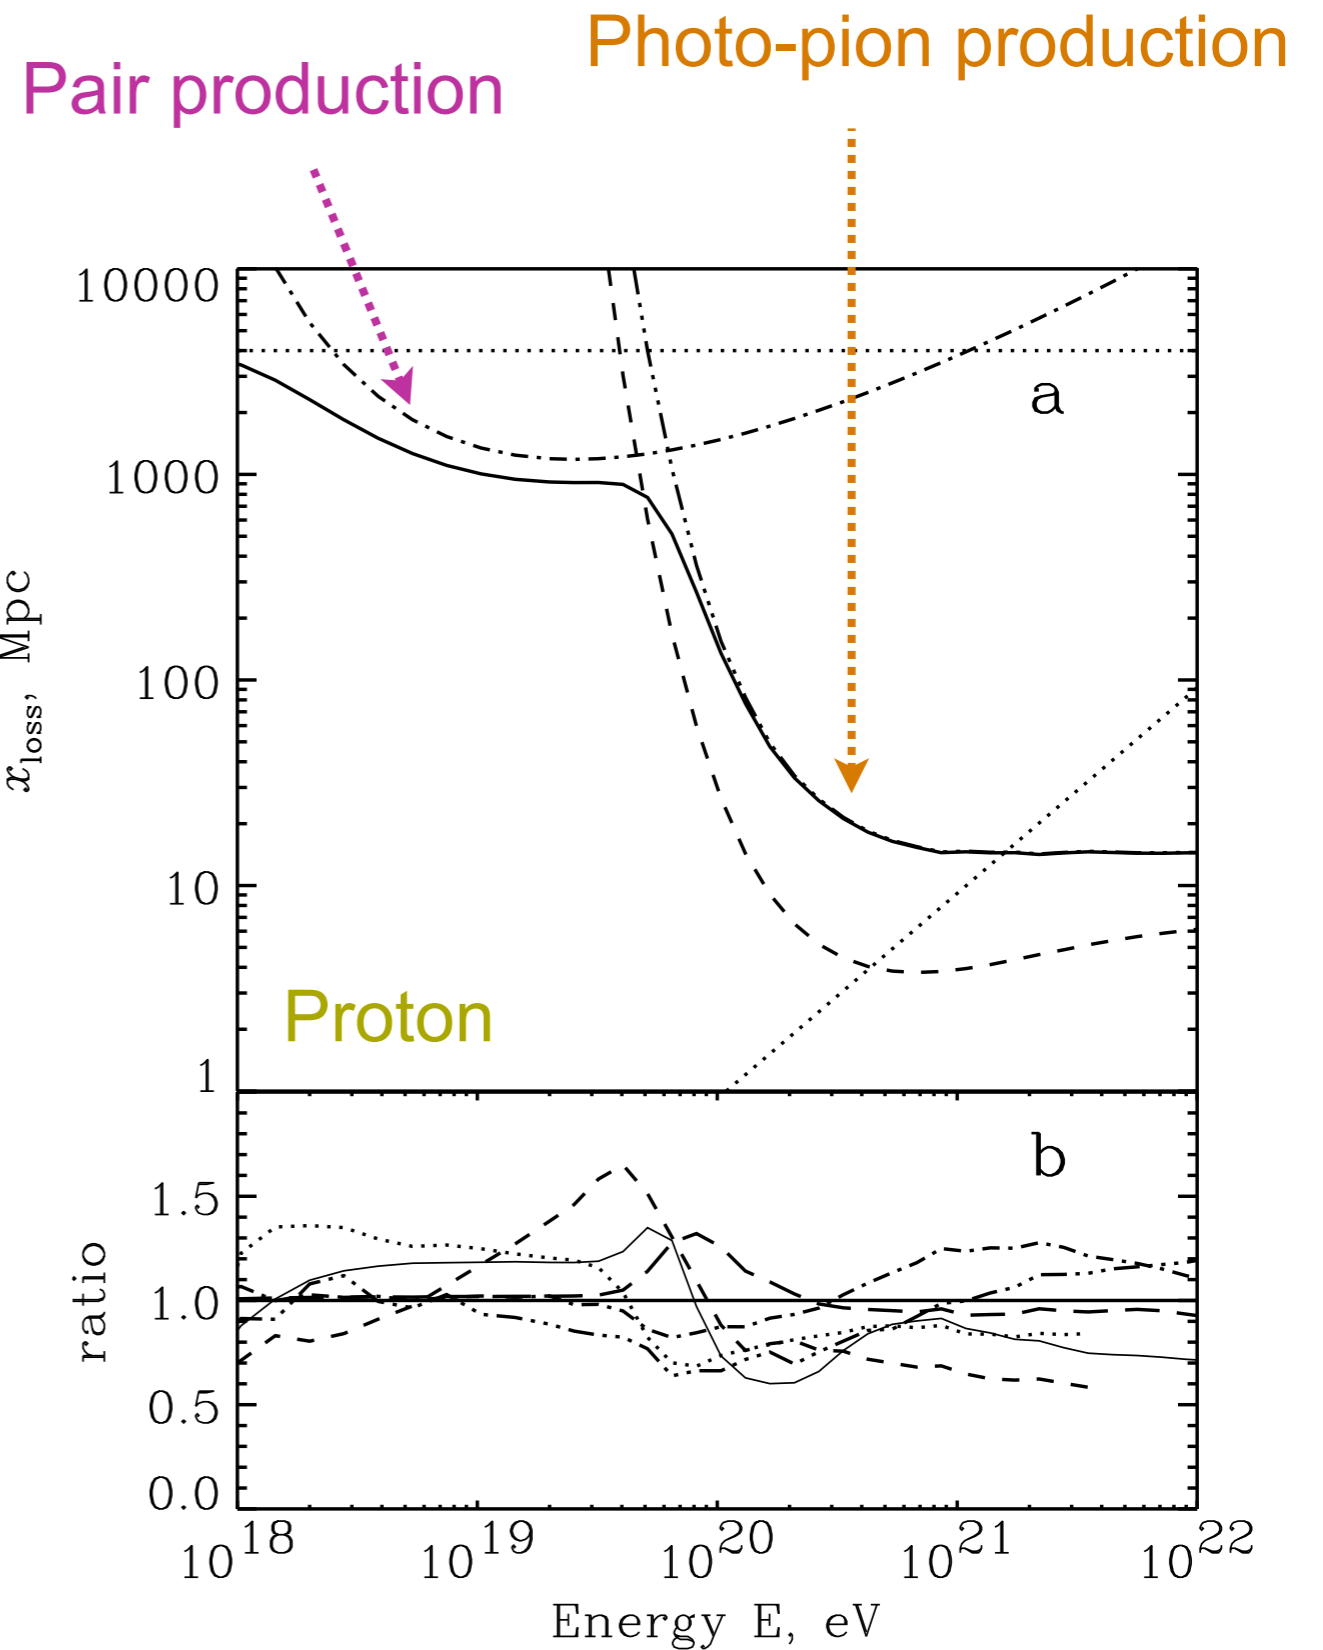 Photo-pion production
Pair production
10000
1000
100
10
1
x_loss, Mpc
a
Proton
b
1.5
1.0
0.5
0.0
ratio
10^18 10^19 10^20 10^21 10^22
Energy E, eV